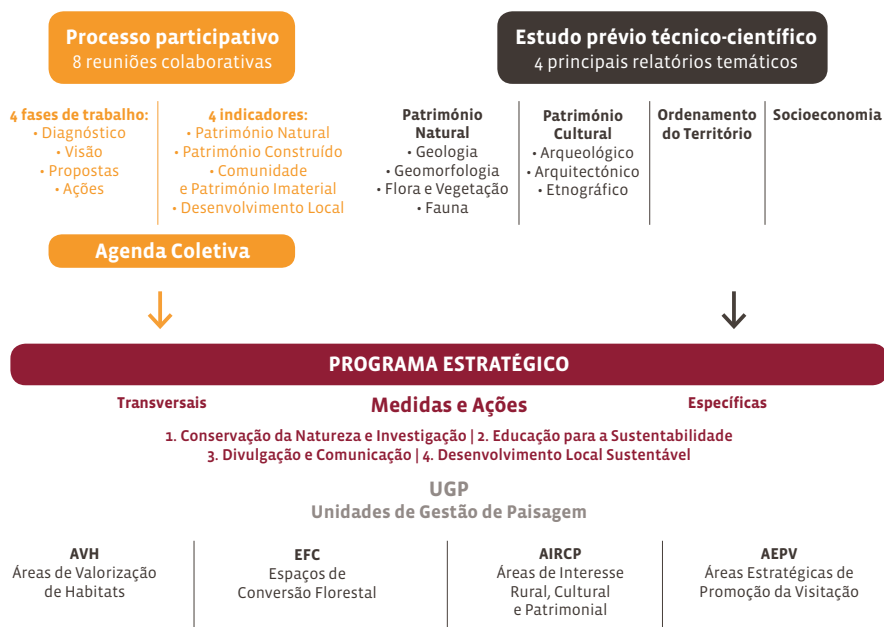 Processo participativo
8 reuniões colaborativas
Estudo prévio técnico-científico
4 principais relatórios temáticos
4 fases de trabalho:
• Diagnóstico
• Visão
• Propostas
• Ações
4 indicadores:
• Património Natural
• Património Construído
• Comunidade
e Património Imaterial
• Desenvolvimento Local
Património
Natural
• Geologia
• Geomorfologia
• Flora e Vegetação
• Fauna
Património
Cultural
• Arqueológico
• Arquitectónico
• Etnográfico
Ordenamento
do Território
Socioeconomia
Agenda Coletiva
PROGRAMA ESTRATÉGICO
Transversais
Medidas e Ações
Específicas
1. Conservação da Natureza e Investigação | 2. Educação para a Sustentabilidade
3. Divulgação e Comunicação | 4. Desenvolvimento Local Sustentável
UGP
Unidades de Gestão de Paisagem
AVH
Áreas de Valorização
de Habitats
EFC
Espaços de
Conversão Florestal
AIRCP
Áreas de Interesse
Rural, Cultural
e Patrimonial
AEPV
Áreas Estratégicas de
Promoção da Visitação